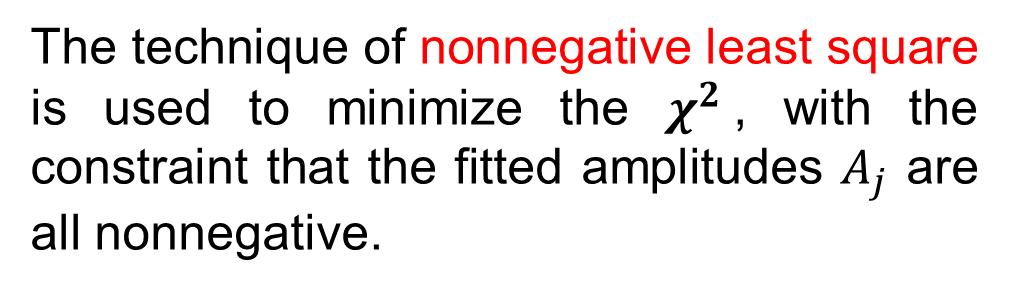 The technique of nonnegative least square
is used to minimize the χ², with the
constraint that the fitted amplitudes Aⱼ are
all nonnegative.